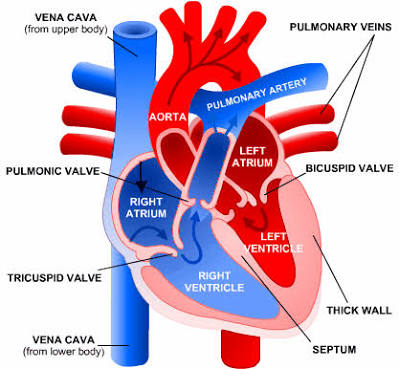 VENA CAVA
(from upper body)
PULMONARY VEINS
PULMONARY ARTERY
AORTA
LEFT
ATRIUM
PULMONIC VALVE
BICUSPID VALVE
RIGHT
ATRIUM
LEFT
VENTRICLE
TRICUSPID VALVE
RIGHT
VENTRICLE
THICK WALL
VENA CAVA
(from lower body)
SEPTUM